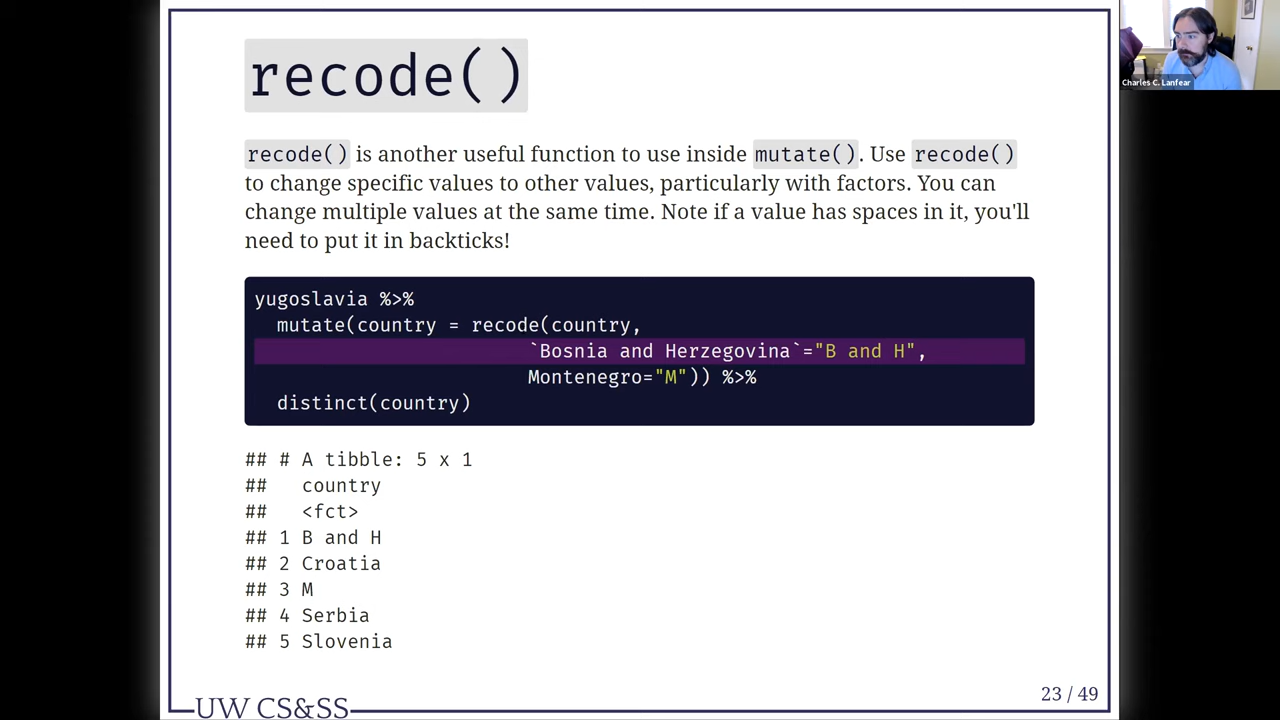 recode()
Charles C. Lanfear
recode() is another useful function to use inside mutate(). Use recode()
to change specific values to other values, particularly with factors. You can
change multiple values at the same time. Note if a value has spaces in it, you'll
need to put it in backticks!
yugoslavia %>%
  mutate(country = recode(country,
                        `Bosnia and Herzegovina`="B and H",
                        Montenegro="M")) %>%
  distinct(country)
## # A tibble: 5 x 1
##   country
##   <fct>
## 1 B and H
## 2 Croatia
## 3 M
## 4 Serbia
## 5 Slovenia
23 / 49
UW CS&SS